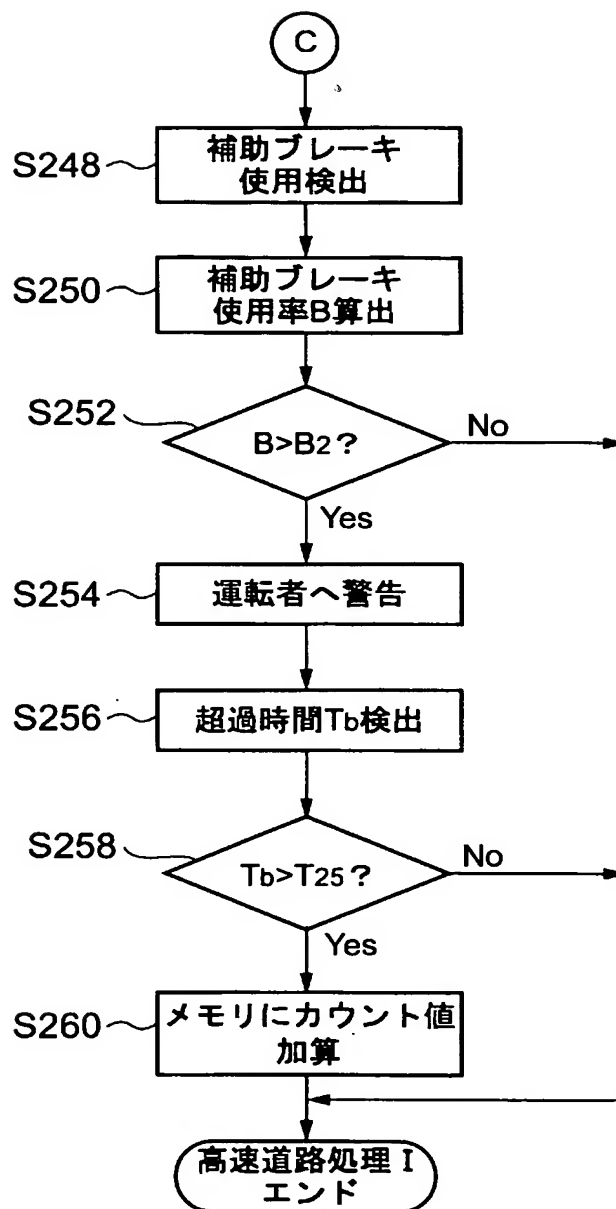 C
S248
補助ブレーキ
使用検出
S250
補助ブレーキ
使用率B算出
S252
B>B2?
No
Yes
S254
運転者へ警告
S256
超過時間Tb検出
S258
Tb>T25?
No
Yes
S260
メモリにカウント値
加算
高速道路処理I
エンド